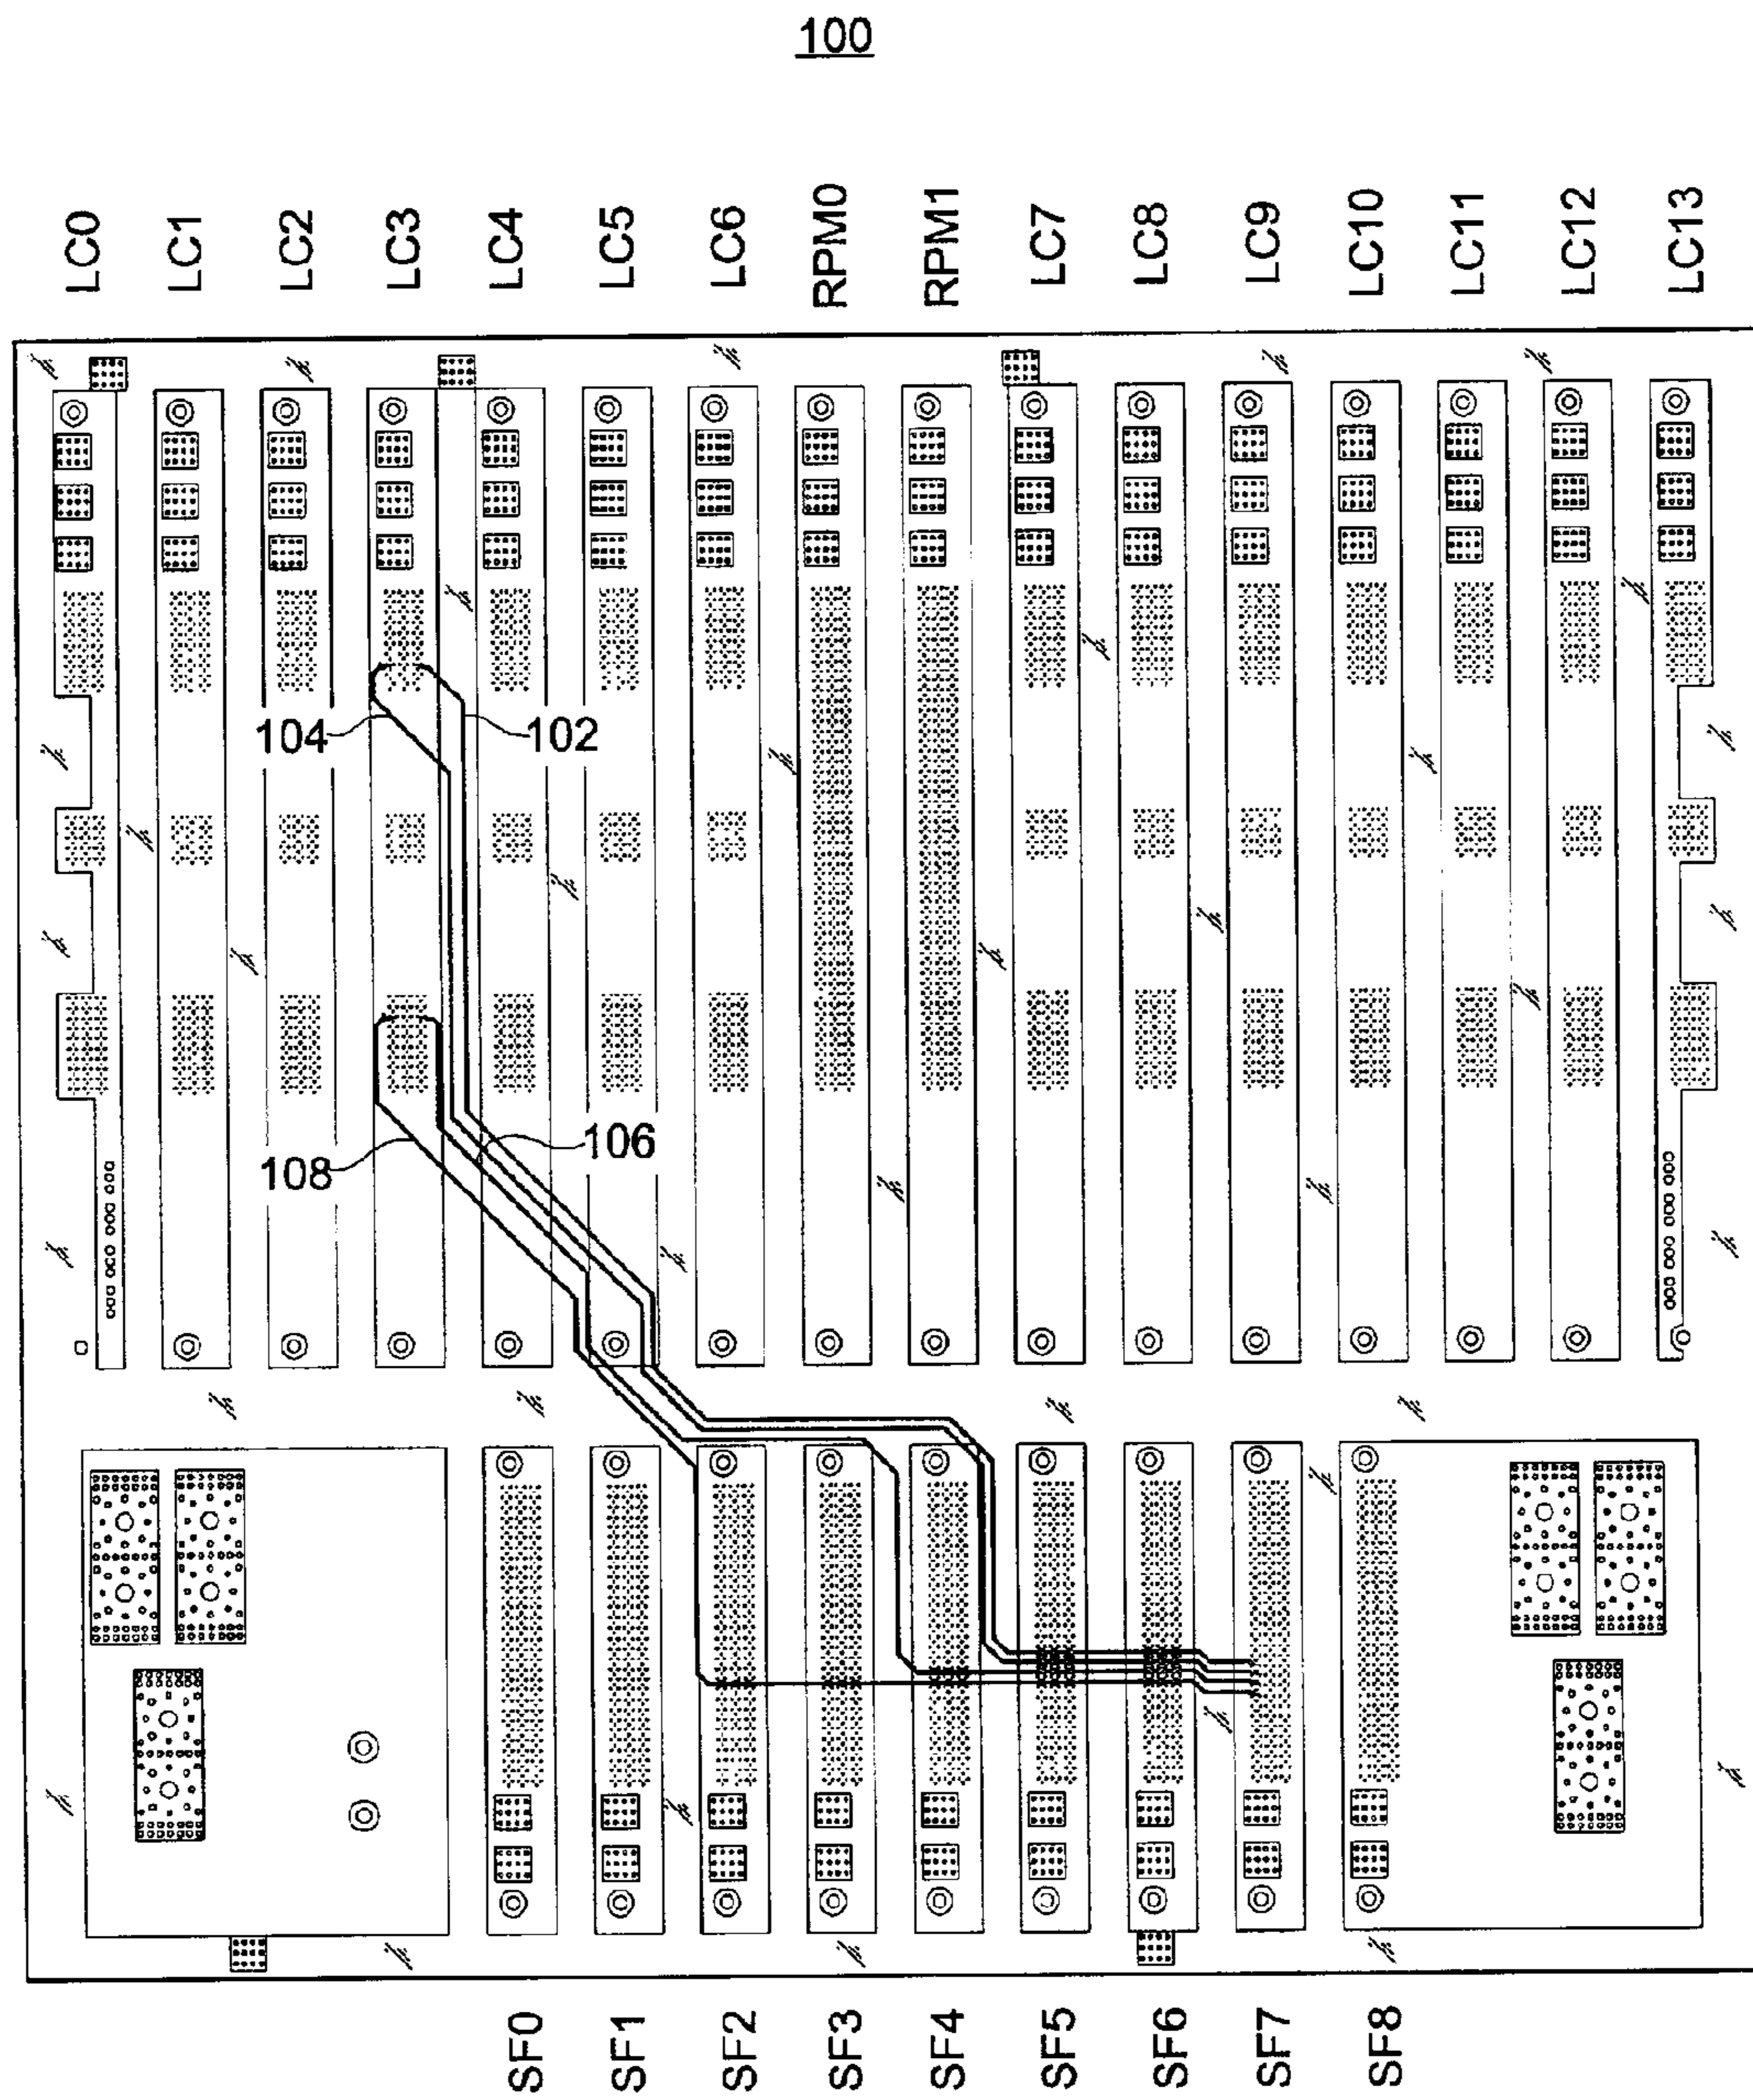 100
LC0
LC1
LC2
LC3
LC4
LC5
LC6
RPM0
RPM1
LC7
LC8
LC9
LC10
LC11
LC12
LC13
104
102
106
108
SF0
SF1
SF2
SF3
SF4
SF5
SF6
SF7
SF8